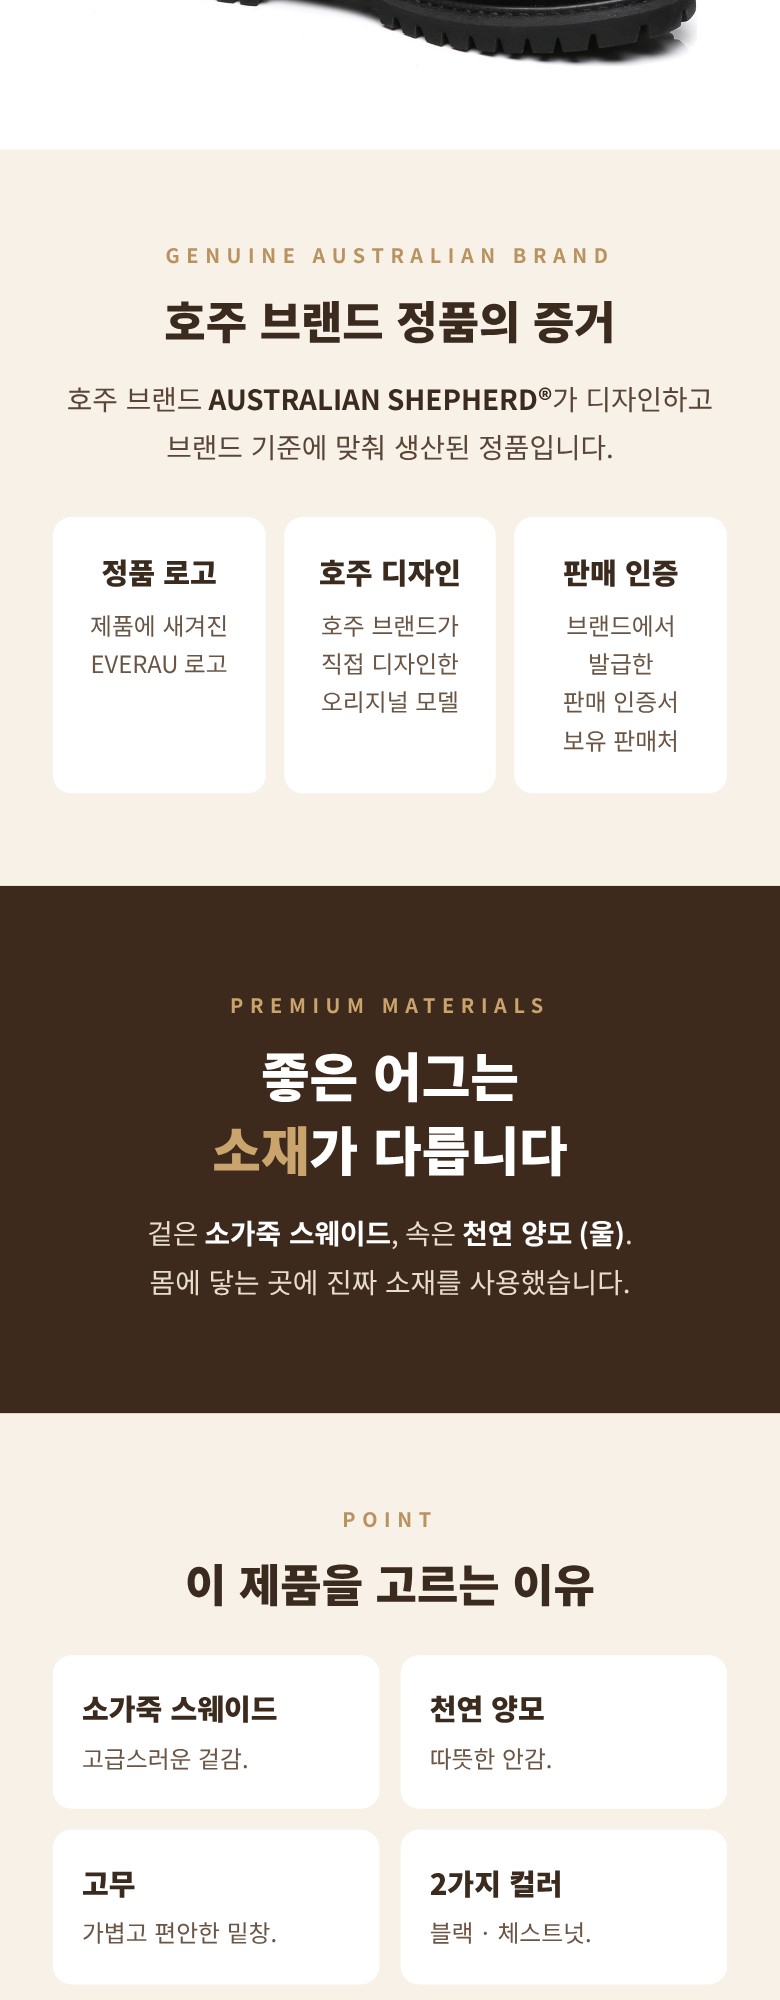 GENUINE AUSTRALIAN BRAND
호주 브랜드 정품의 증거
호주 브랜드 AUSTRALIAN SHEPHERD®가 디자인하고
브랜드 기준에 맞춰 생산된 정품입니다.
정품 로고
제품에 새겨진
EVERAU 로고
호주 디자인
호주 브랜드가
직접 디자인한
오리지널 모델
판매 인증
브랜드에서
발급한
판매 인증서
보유 판매처
PREMIUM MATERIALS
좋은 어그는
소재가 다릅니다
겉은 소가죽 스웨이드, 속은 천연 양모 (울).
몸에 닿는 곳에 진짜 소재를 사용했습니다.
POINT
이 제품을 고르는 이유
소가죽 스웨이드
고급스러운 겉감.
천연 양모
따뜻한 안감.
고무
가볍고 편안한 밑창.
2가지 컬러
블랙 · 체스트넛.